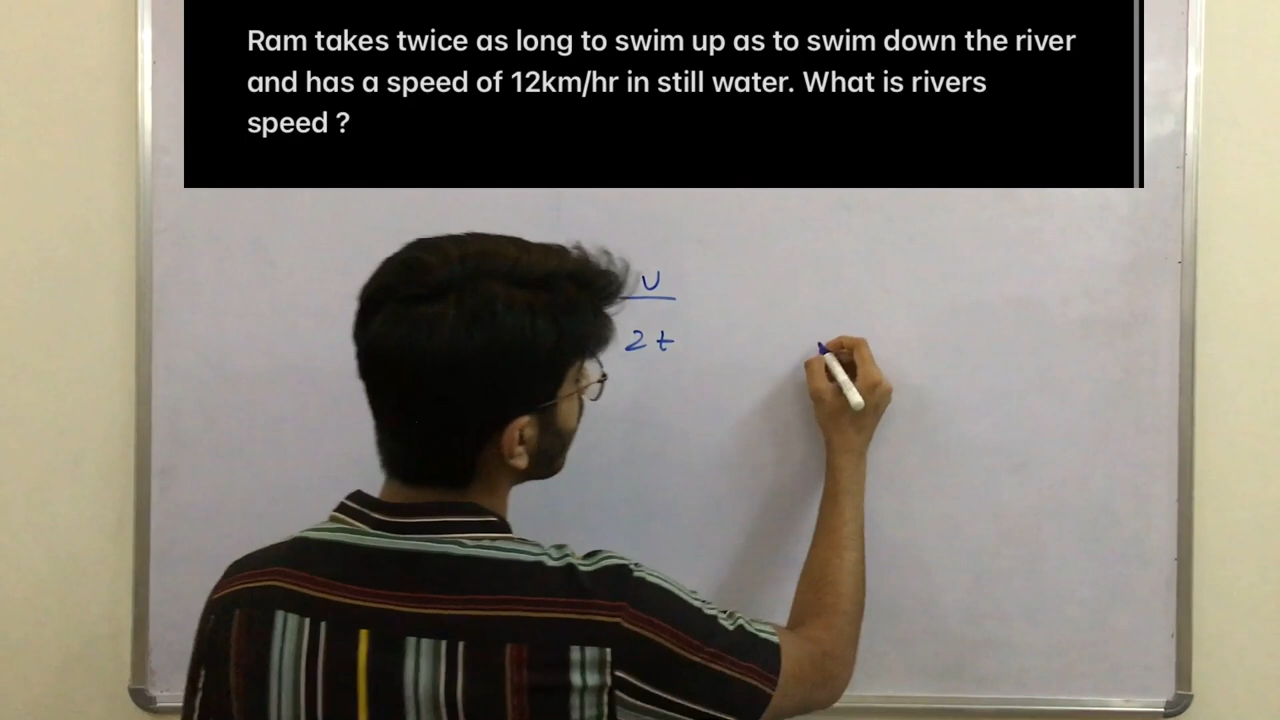 Ram takes twice as long to swim up as to swim down the river
and has a speed of 12km/hr in still water. What is rivers
speed ?
U
2t